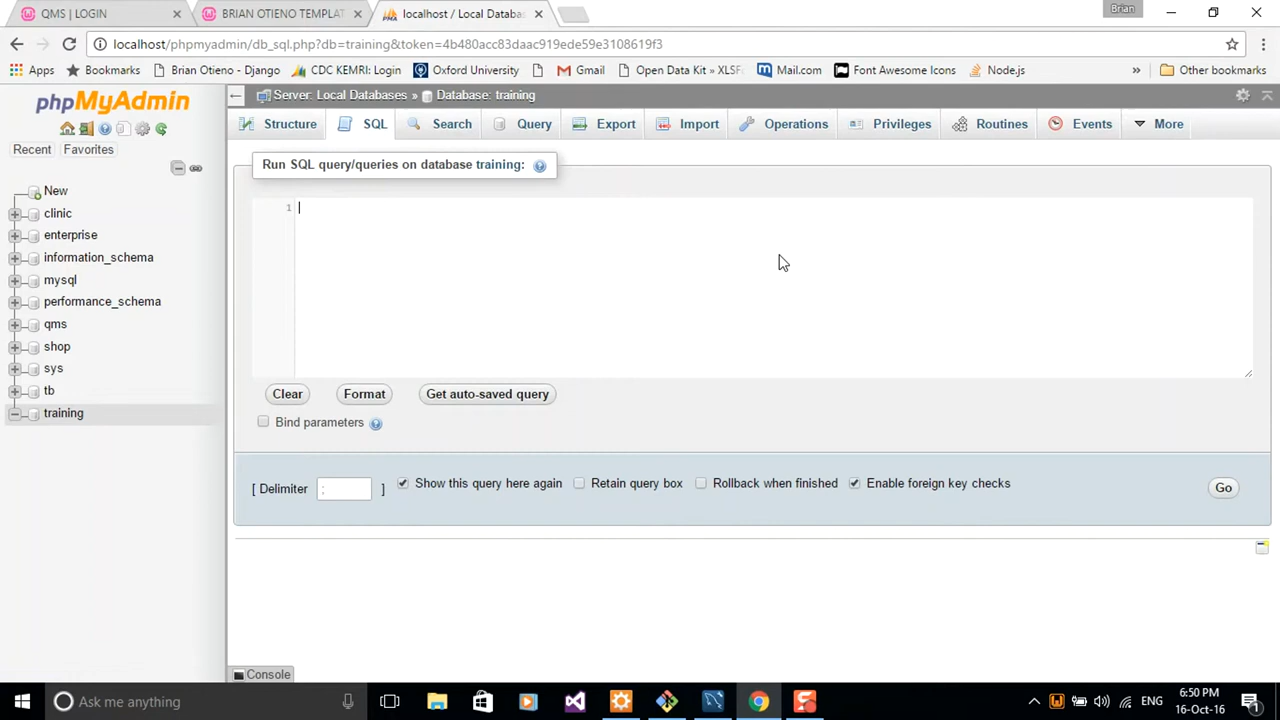 QMS | LOGIN
BRIAN OTIENO TEMPLAT
localhost / Local Databas
Brian
localhost/phpmyadmin/db_sql.php?db=training&token=4b480acc83daac919ede59e3108619f3
Apps
Bookmarks
Brian Otieno - Django
CDC KEMRI: Login
Oxford University
Gmail
Open Data Kit » XLSF
Mail.com
Font Awesome Icons
Node.js
»
Other bookmarks
phpMyAdmin
Recent
Favorites
New
clinic
enterprise
information_schema
mysql
performance_schema
qms
shop
sys
tb
training
Server: Local Databases » Database: training
Structure
SQL
Search
Query
Export
Import
Operations
Privileges
Routines
Events
More
Run SQL query/queries on database training:
1
Clear
Format
Get auto-saved query
Bind parameters
[ Delimiter ; ]
Show this query here again
Retain query box
Rollback when finished
Enable foreign key checks
Go
Console
Ask me anything
ENG
6:50 PM
16-Oct-16